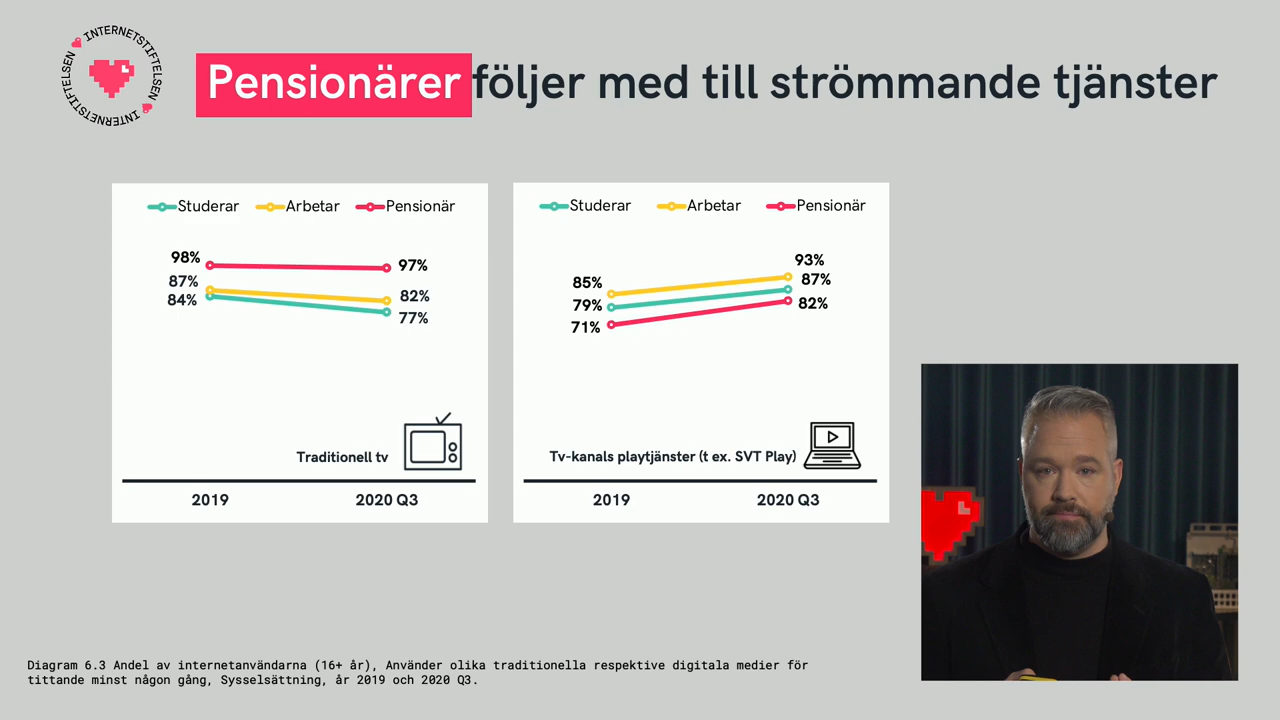 INTERNETSTIFTELSEN
INTERNETSTIFTELSEN
Pensionärer följer med till strömmande tjänster
Studerar Arbetar Pensionär
98%
87%
84%
97%
82%
77%
Traditionell tv
2019 2020 Q3
Studerar Arbetar Pensionär
85%
79%
71%
93%
87%
82%
Tv-kanals playtjänster (t ex. SVT Play)
2019 2020 Q3
Diagram 6.3 Andel av internetanvändarna (16+ år), Använder olika traditionella respektive digitala medier för
tittande minst någon gång, Sysselsättning, år 2019 och 2020 Q3.